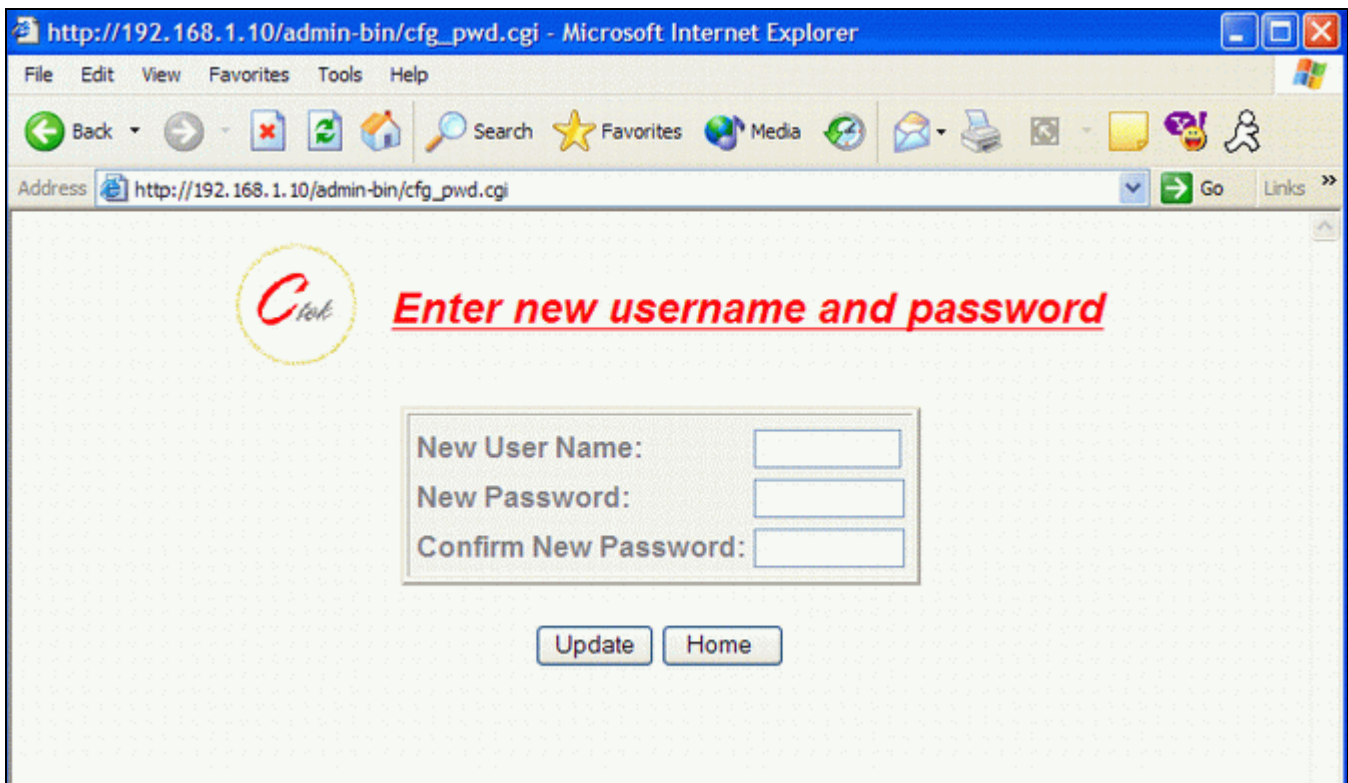 http://192.168.1.10/admin-bin/cfg_pwd.cgi - Microsoft Internet Explorer
File Edit View Favorites Tools Help
Back Search Favorites Media
Address http://192.168.1.10/admin-bin/cfg_pwd.cgi Go Links »
Ctek Enter new username and password
New User Name:
New Password:
Confirm New Password:
Update Home